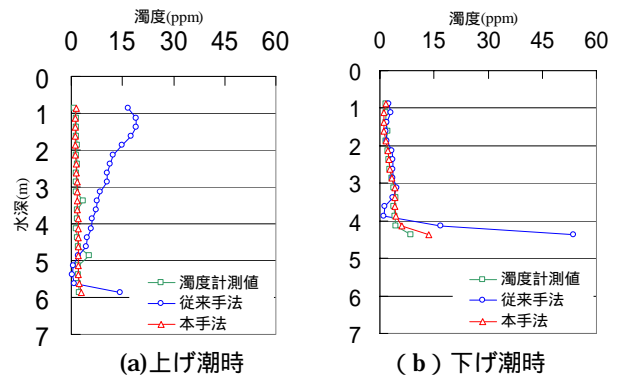 濁度(ppm)
0 15 30 45 60
水深(m)
0
1
2
3
4
5
6
7
濁度計測値
従来手法
本手法
(a)上げ潮時
濁度(ppm)
0 15 30 45 60
0
1
2
3
4
5
6
7
濁度計測値
従来手法
本手法
(b)下げ潮時